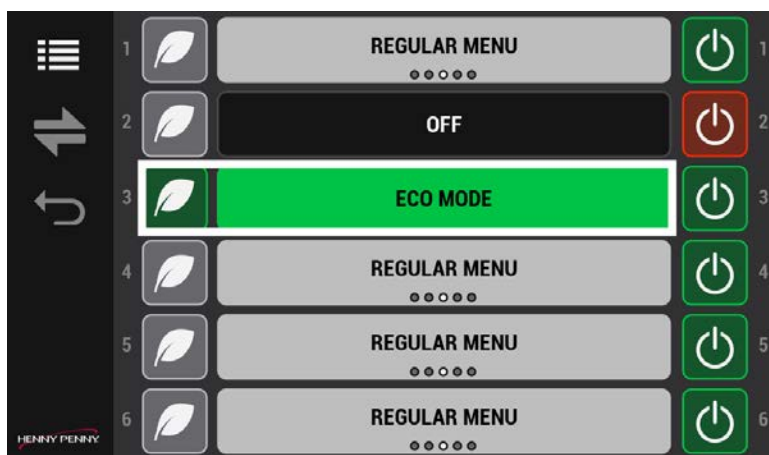 1 REGULAR MENU 1
2 OFF 2
3 ECO MODE 3
4 REGULAR MENU 4
5 REGULAR MENU 5
6 REGULAR MENU 6
HENNY PENNY